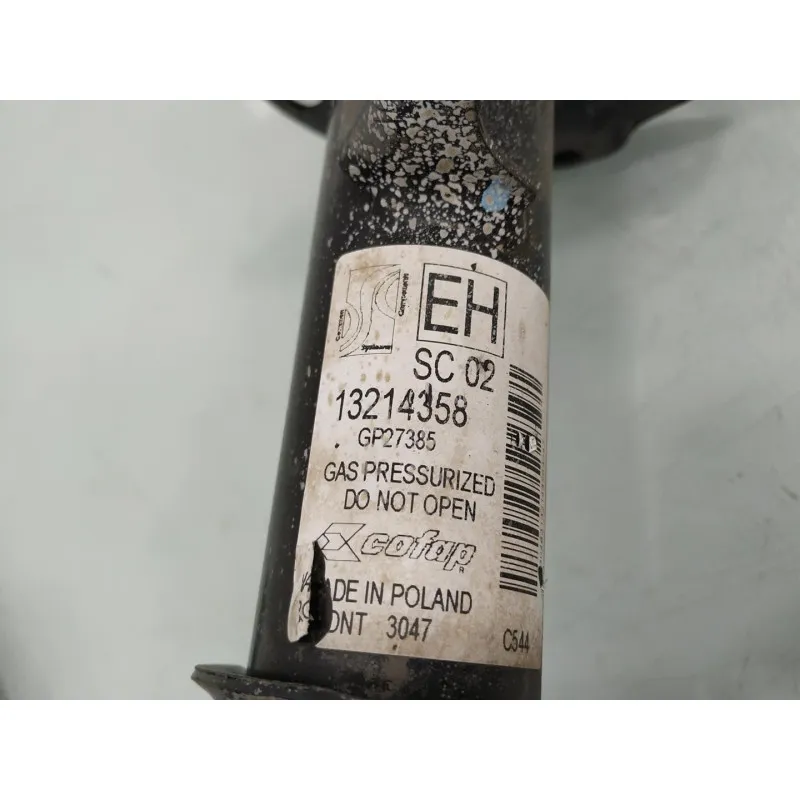 EH
SC 02
13214358
GP27385
GAS PRESSURIZED
DO NOT OPEN
cofap
R
ADE IN POLAND
ONT 3047
C544